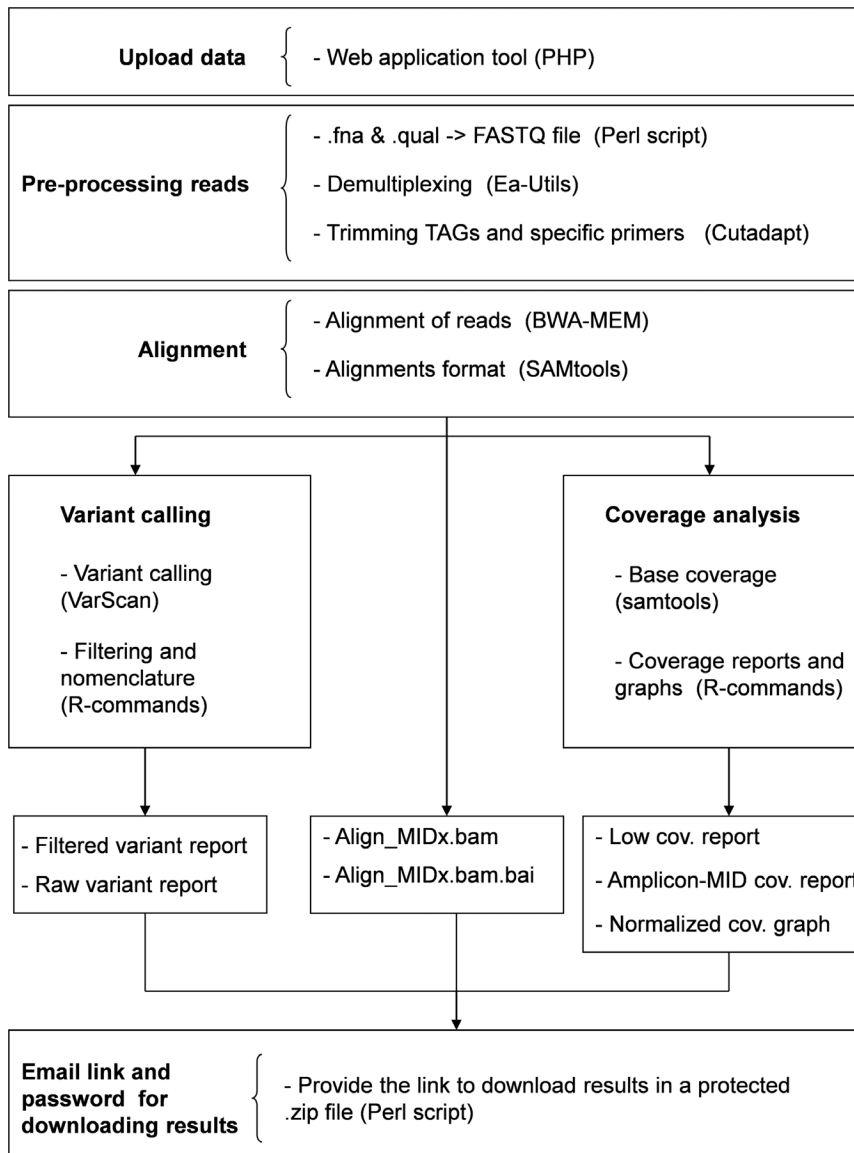 Upload data
- Web application tool (PHP)
Pre-processing reads
- .fna & .qual -> FASTQ file (Perl script)
- Demultiplexing (Ea-Utils)
- Trimming TAGs and specific primers (Cutadapt)
Alignment
- Alignment of reads (BWA-MEM)
- Alignments format (SAMtools)
Variant calling
- Variant calling
(VarScan)
- Filtering and
nomenclature
(R-commands)
Coverage analysis
- Base coverage
(samtools)
- Coverage reports and
graphs (R-commands)
- Filtered variant report
- Raw variant report
- Align_MIDx.bam
- Align_MIDx.bam.bai
- Low cov. report
- Amplicon-MID cov. report
- Normalized cov. graph
Email link and
password for
downloading results
- Provide the link to download results in a protected
.zip file (Perl script)